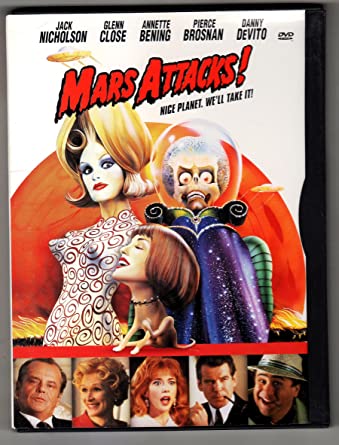 JACK NICHOLSON
GLENN CLOSE
ANNETTE BENING
PIERCE BROSNAN
DANNY DEVITO
DVD
MARS ATTACKS!
NICE PLANET. WE'LL TAKE IT!